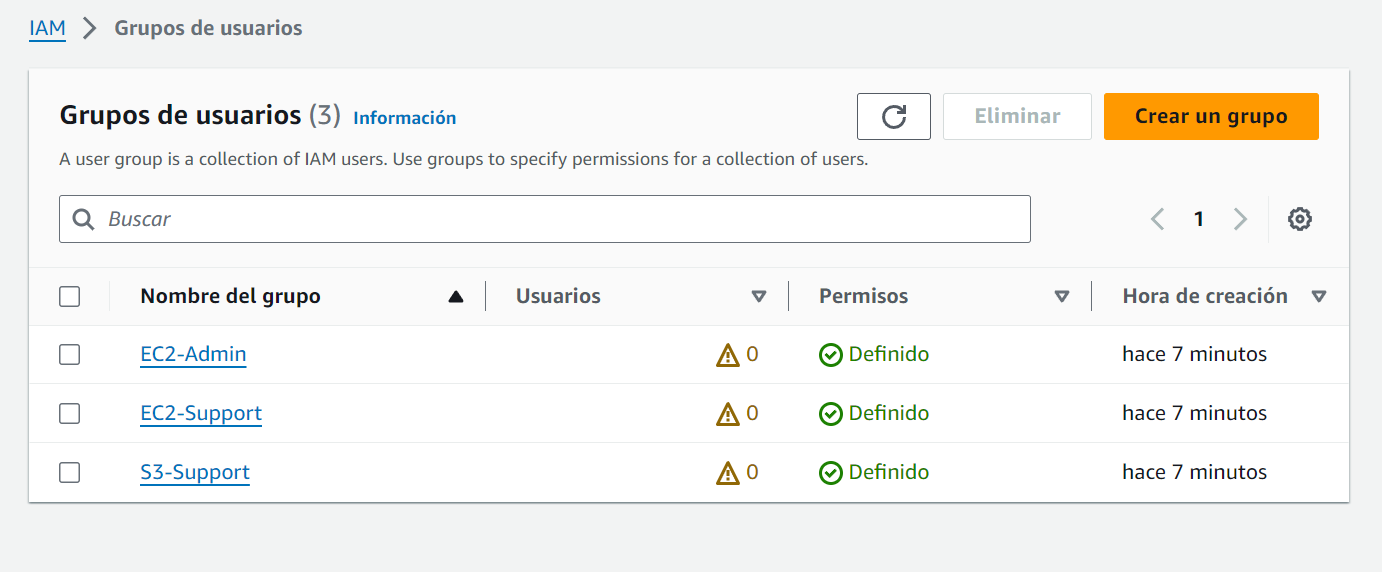 IAM > Grupos de usuarios
Grupos de usuarios (3) Información
Eliminar
Crear un grupo
A user group is a collection of IAM users. Use groups to specify permissions for a collection of users.
Buscar
1
Nombre del grupo Usuarios Permisos Hora de creación
EC2-Admin 0 Definido hace 7 minutos
EC2-Support 0 Definido hace 7 minutos
S3-Support 0 Definido hace 7 minutos